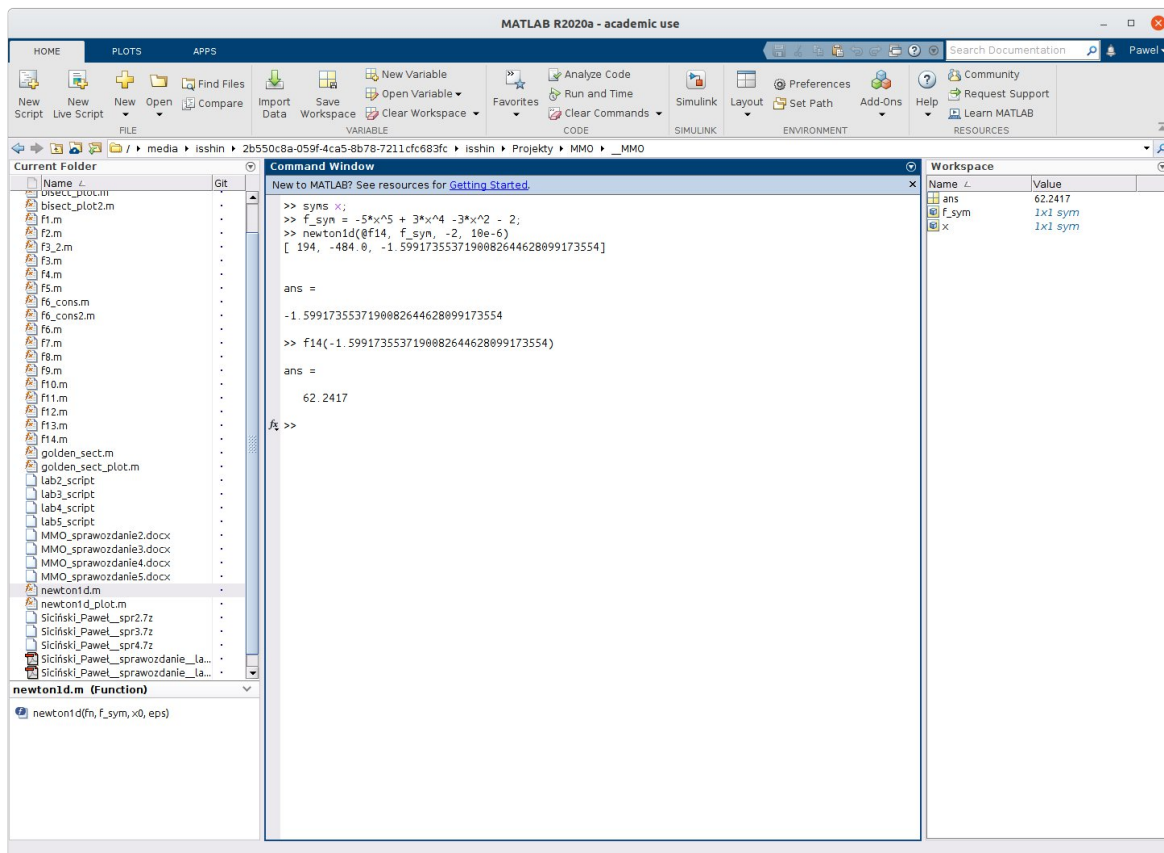 MATLAB R2020a - academic use
HOME PLOTS APPS
Search Documentation
Pawel
New Script
New Live Script
New
Open
Find Files
Compare
Import Data
Save Workspace
New Variable
Open Variable
Clear Workspace
Favorites
Analyze Code
Run and Time
Clear Commands
Simulink
Layout
Preferences
Set Path
Add-Ons
Help
Community
Request Support
Learn MATLAB
FILE VARIABLE CODE SIMULINK ENVIRONMENT RESOURCES
/ media isshin 2b550c8a-059f-4ca5-8b78-7211cfc683fc isshin Projekty MMO __MMO
Current Folder
Name Git
bisect_plot.m
bisect_plot2.m
f1.m
f2.m
f3_2.m
f3.m
f4.m
f5.m
f6_cons.m
f6_cons2.m
f6.m
f7.m
f8.m
f9.m
f10.m
f11.m
f12.m
f13.m
f14.m
golden_sect.m
golden_sect_plot.m
lab2_script
lab3_script
lab4_script
lab5_script
MMO_sprawozdanie2.docx
MMO_sprawozdanie3.docx
MMO_sprawozdanie4.docx
MMO_sprawozdanie5.docx
newton1d.m
newton1d_plot.m
Siciński_Paweł__spr2.7z
Siciński_Paweł__spr3.7z
Siciński_Paweł__spr4.7z
Siciński_Paweł__sprawozdanie__la...
Siciński_Paweł__sprawozdanie__la...
newton1d.m (Function)
newton1d(fn, f_sym, x0, eps)
Command Window
New to MATLAB? See resources for Getting Started.
>> syms x;
>> f_sym = -5*x^5 + 3*x^4 -3*x^2 - 2;
>> newton1d(@f14, f_sym, -2, 10e-6)
[ 194, -484.0, -1.5991735537190082644628099173554]
ans =
-1.5991735537190082644628099173554
>> f14(-1.5991735537190082644628099173554)
ans =
62.2417
fx >>
Workspace
Name Value
ans 62.2417
f_sym 1x1 sym
x 1x1 sym